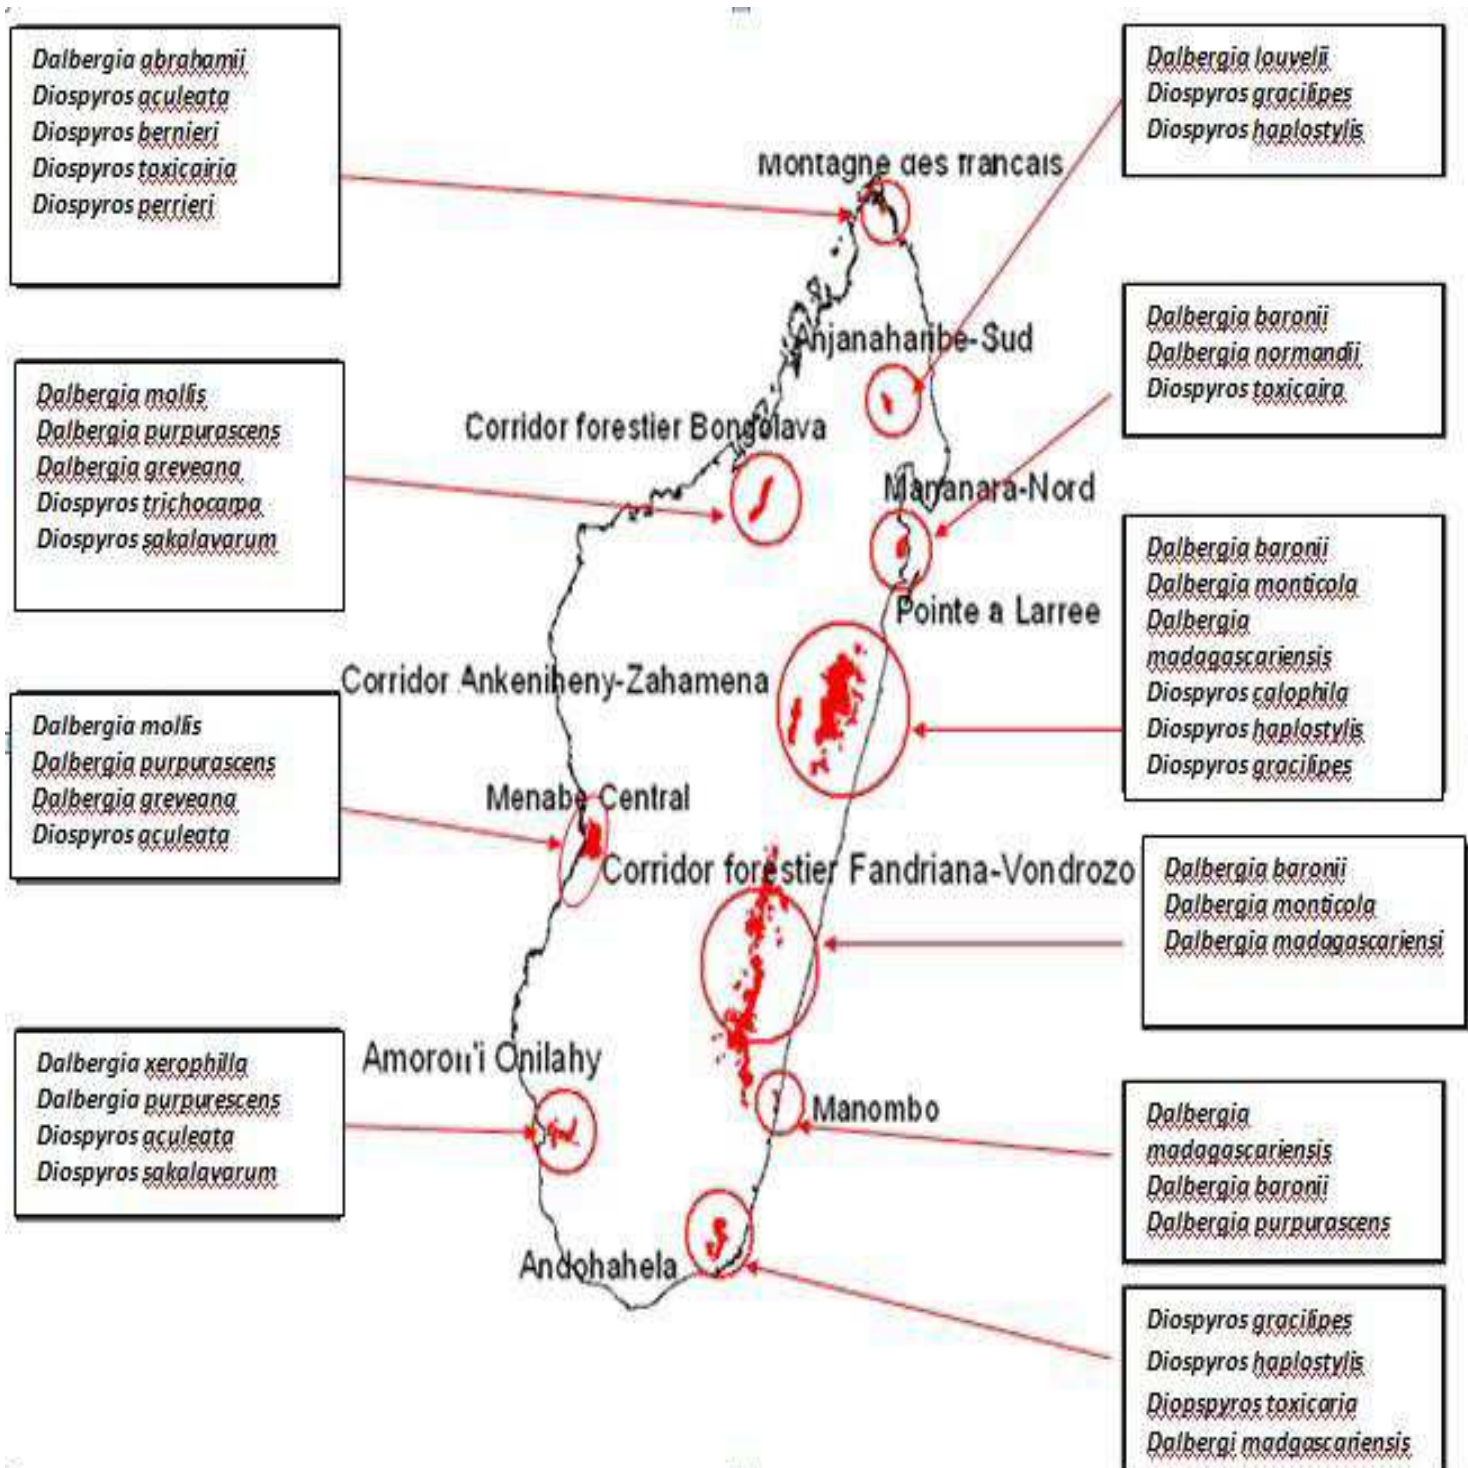 Dalbergia abrahamii
Diospyros aculeata
Diospyros bernieri
Diospyros toxicairia
Diospyros perrieri
Dalbergia mollis
Dalbergia purpurascens
Dalbergia greveana
Diospyros trichocarpa
Diospyros sakalavarum
Dalbergia mollis
Dalbergia purpurascens
Dalbergia greveana
Diospyros aculeata
Dalbergia xerophilla
Dalbergia purpurescens
Diospyros aculeata
Diospyros sakalavarum
Montagne des francais
Anjanaharibe-Sud
Corridor forestier Bongolava
Mananara-Nord
Pointe a Larree
Corridor Ankeniheny-Zahamena
Menabe Central
Corridor forestier Fandriana-Vondrozo
Amoron'i Onilahy
Manombo
Andohahela
Dalbergia louvelii
Diospyros gracilipes
Diospyros haplostylis
Dalbergia baronii
Dalbergia normandii
Diospyros toxicaira
Dalbergia baronii
Dalbergia monticola
Dalbergia
madagascariensis
Diospyros calophila
Diospyros haplostylis
Diospyros gracilipes
Dalbergia baronii
Dalbergia monticola
Dalbergia madagascariensi
Dalbergia
madagascariensis
Dalbergia baronii
Dalbergia purpurascens
Diospyros gracilipes
Diospyros haplostylis
Diopspyros toxicaria
Dalbergi madgascariensis